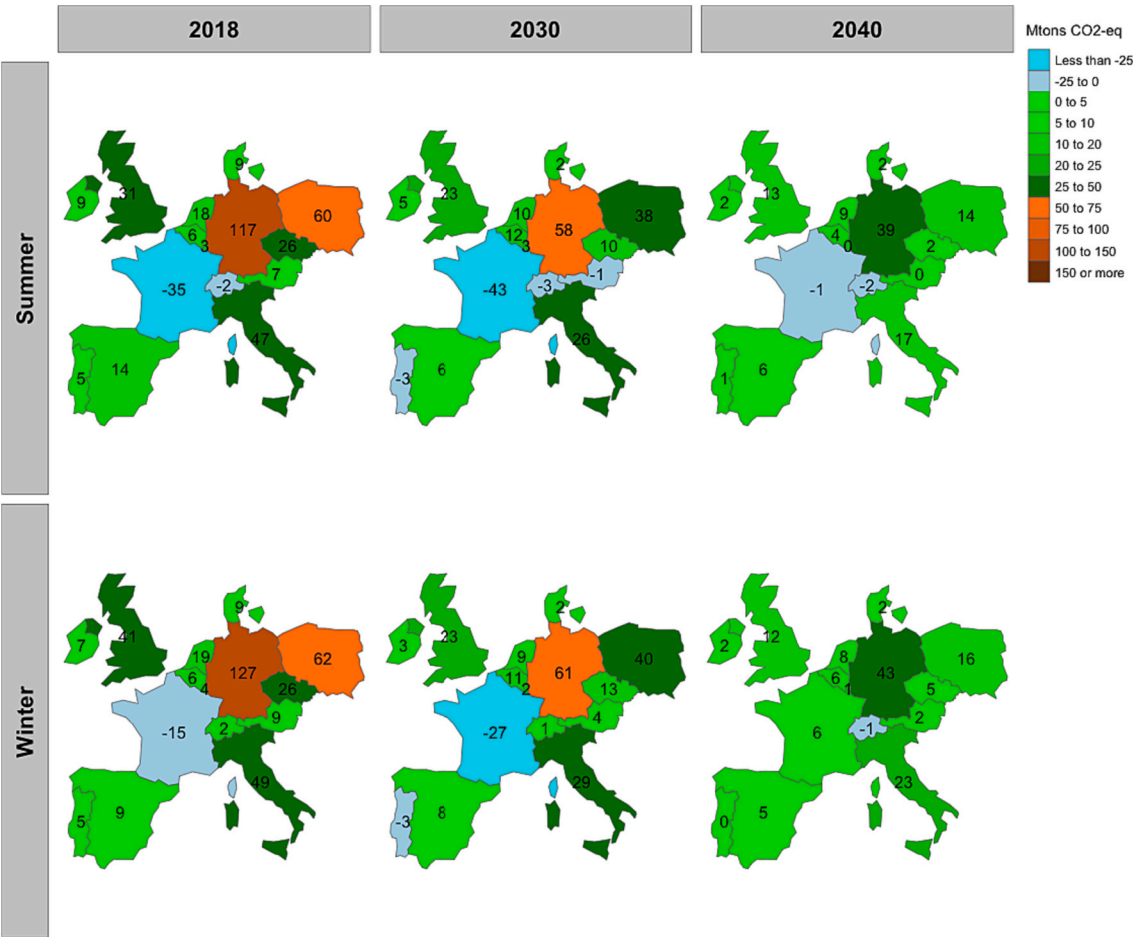 2018 2030 2040
Mtons CO2-eq
Less than -25
-25 to 0
0 to 5
5 to 10
10 to 20
20 to 25
25 to 50
50 to 75
75 to 100
100 to 150
150 or more
Summer
9 31 9 18 6 3 117 60 26 7 -2 -35 47 14 5
5 23 2 10 12 3 58 38 10 -1 -3 -43 26 6 -3
2 13 2 9 4 0 39 14 2 0 -2 -1 17 6 1
Winter
7 41 9 19 6 4 127 62 26 9 2 -15 49 9 5
3 23 2 9 11 2 61 40 13 4 1 -27 29 8 -3
2 12 2 8 6 1 43 16 5 2 -1 6 23 5 0